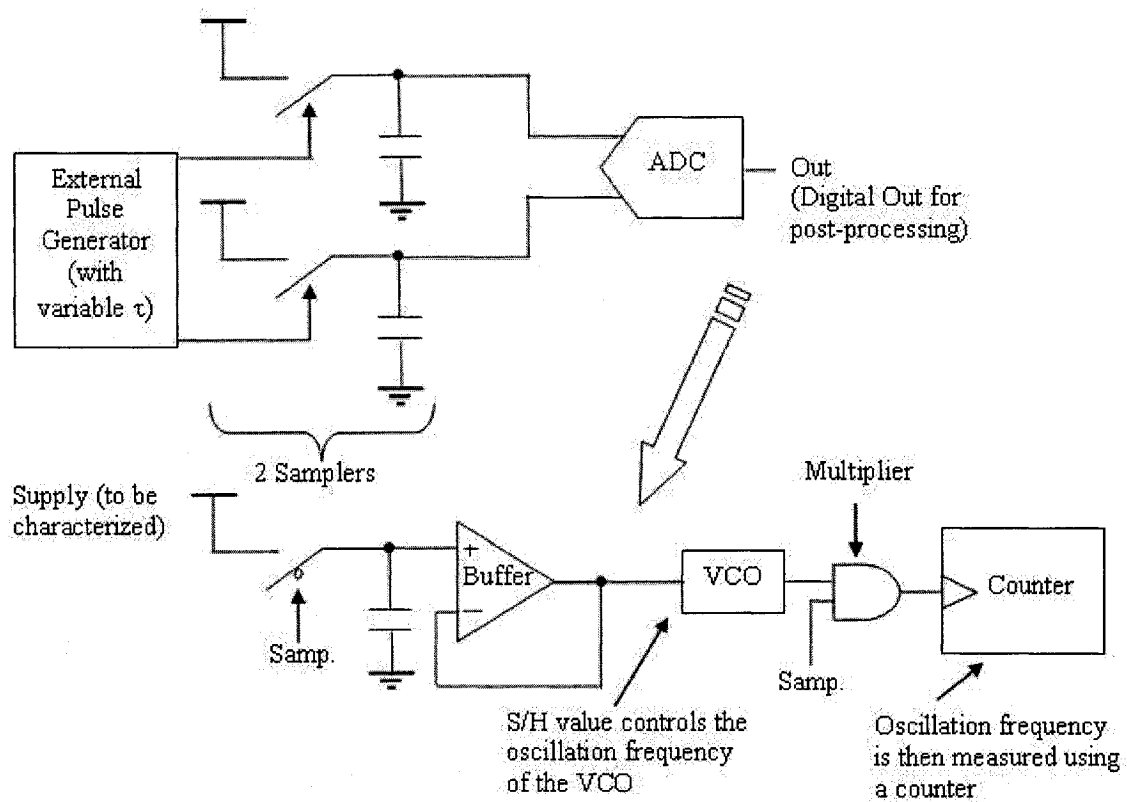 External
Pulse
Generator
(with
variable τ)
ADC
Out
(Digital Out for
post-processing)
2 Samplers
Supply (to be
characterized)
Samp.
+
Buffer
−
VCO
Multiplier
Samp.
Counter
S/H value controls the
oscillation frequency
of the VCO
Oscillation frequency
is then measured using
a counter